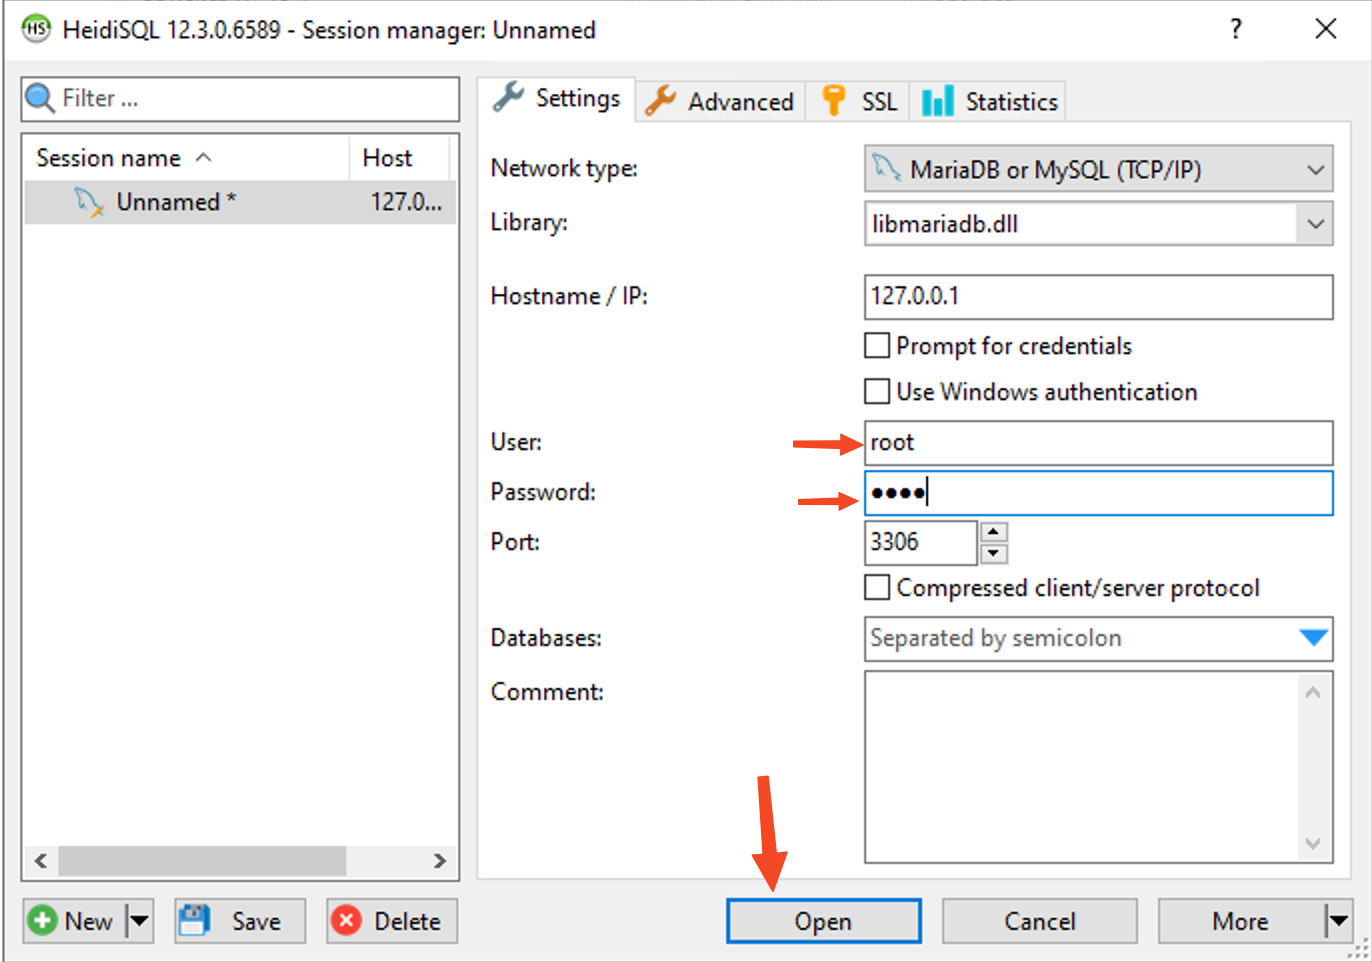 HeidiSQL 12.3.0.6589 - Session manager: Unnamed ?
Filter ...
Session name Host
Unnamed * 127.0...
Settings Advanced SSL Statistics
Network type: MariaDB or MySQL (TCP/IP)
Library: libmariadb.dll
Hostname / IP: 127.0.0.1
Prompt for credentials
Use Windows authentication
User: root
Password: ••••
Port: 3306
Compressed client/server protocol
Databases: Separated by semicolon
Comment:
New Save Delete Open Cancel More